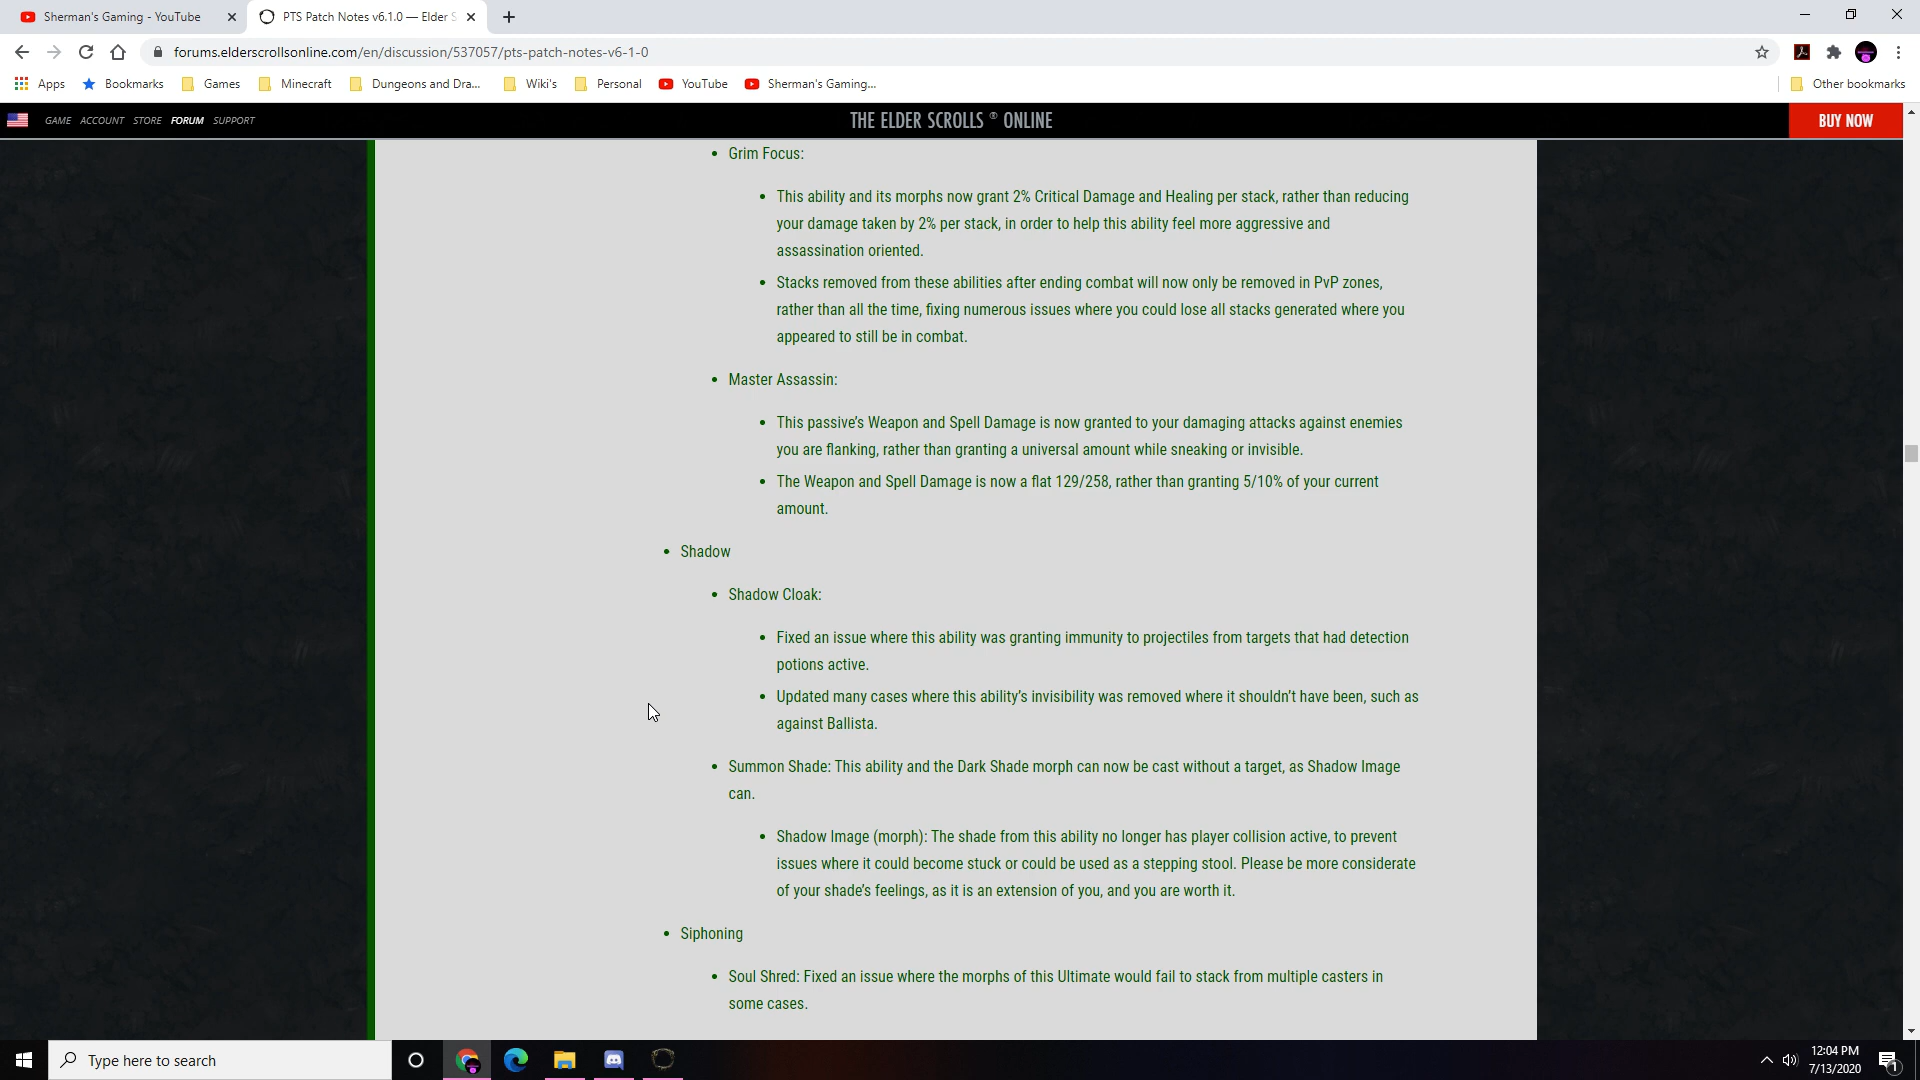 Sherman's Gaming - YouTube
PTS Patch Notes v6.1.0 — Elder S
forums.elderscrollsonline.com/en/discussion/537057/pts-patch-notes-v6-1-0
Apps Bookmarks Games Minecraft Dungeons and Dra... Wiki's Personal YouTube Sherman's Gaming... Other bookmarks
GAME ACCOUNT STORE FORUM SUPPORT THE ELDER SCROLLS ® ONLINE BUY NOW
• Grim Focus:
• This ability and its morphs now grant 2% Critical Damage and Healing per stack, rather than reducing
your damage taken by 2% per stack, in order to help this ability feel more aggressive and
assassination oriented.
• Stacks removed from these abilities after ending combat will now only be removed in PvP zones,
rather than all the time, fixing numerous issues where you could lose all stacks generated where you
appeared to still be in combat.
• Master Assassin:
• This passive’s Weapon and Spell Damage is now granted to your damaging attacks against enemies
you are flanking, rather than granting a universal amount while sneaking or invisible.
• The Weapon and Spell Damage is now a flat 129/258, rather than granting 5/10% of your current
amount.
• Shadow
• Shadow Cloak:
• Fixed an issue where this ability was granting immunity to projectiles from targets that had detection
potions active.
• Updated many cases where this ability’s invisibility was removed where it shouldn’t have been, such as
against Ballista.
• Summon Shade: This ability and the Dark Shade morph can now be cast without a target, as Shadow Image
can.
• Shadow Image (morph): The shade from this ability no longer has player collision active, to prevent
issues where it could become stuck or could be used as a stepping stool. Please be more considerate
of your shade’s feelings, as it is an extension of you, and you are worth it.
• Siphoning
• Soul Shred: Fixed an issue where the morphs of this Ultimate would fail to stack from multiple casters in
some cases.
Type here to search
12:04 PM
7/13/2020
1